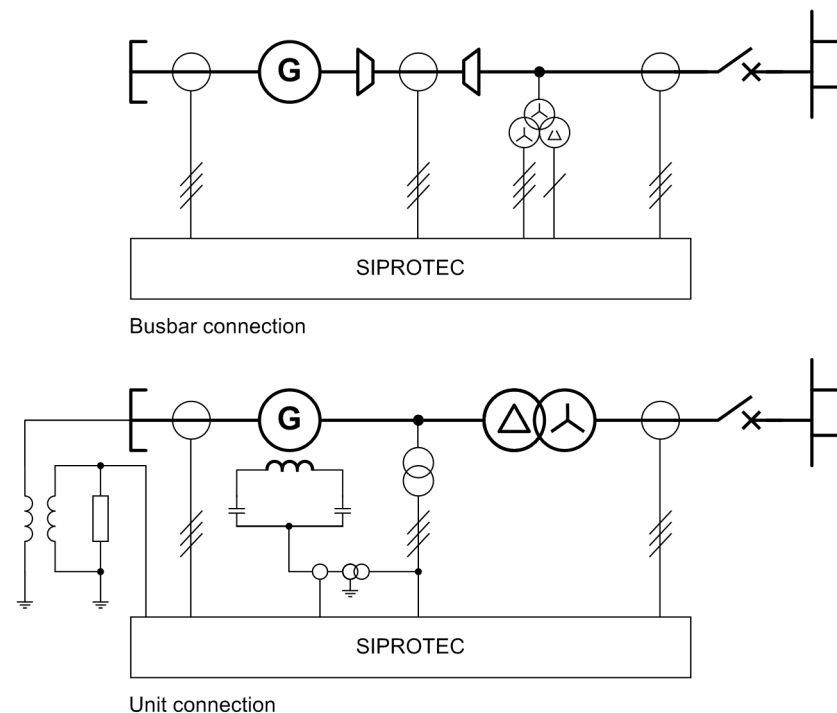 G
SIPROTEC
Busbar connection
G
SIPROTEC
Unit connection